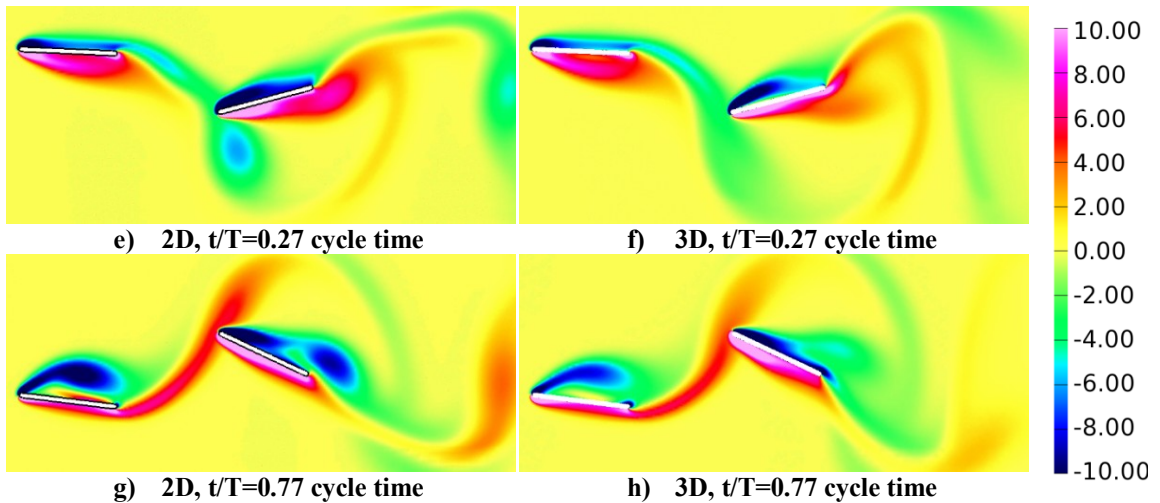 e) 2D, t/T=0.27 cycle time
f) 3D, t/T=0.27 cycle time
g) 2D, t/T=0.77 cycle time
h) 3D, t/T=0.77 cycle time
10.00
8.00
6.00
4.00
2.00
0.00
-2.00
-4.00
-6.00
-8.00
-10.00